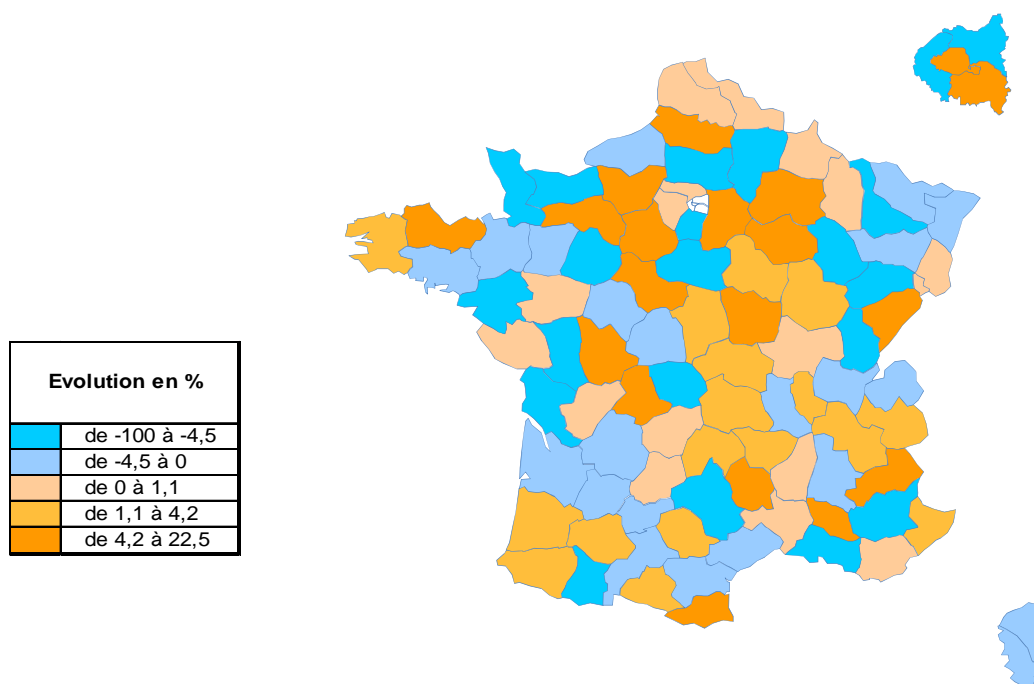 Evolution en %
de -100 à -4,5
de -4,5 à 0
de 0 à 1,1
de 1,1 à 4,2
de 4,2 à 22,5